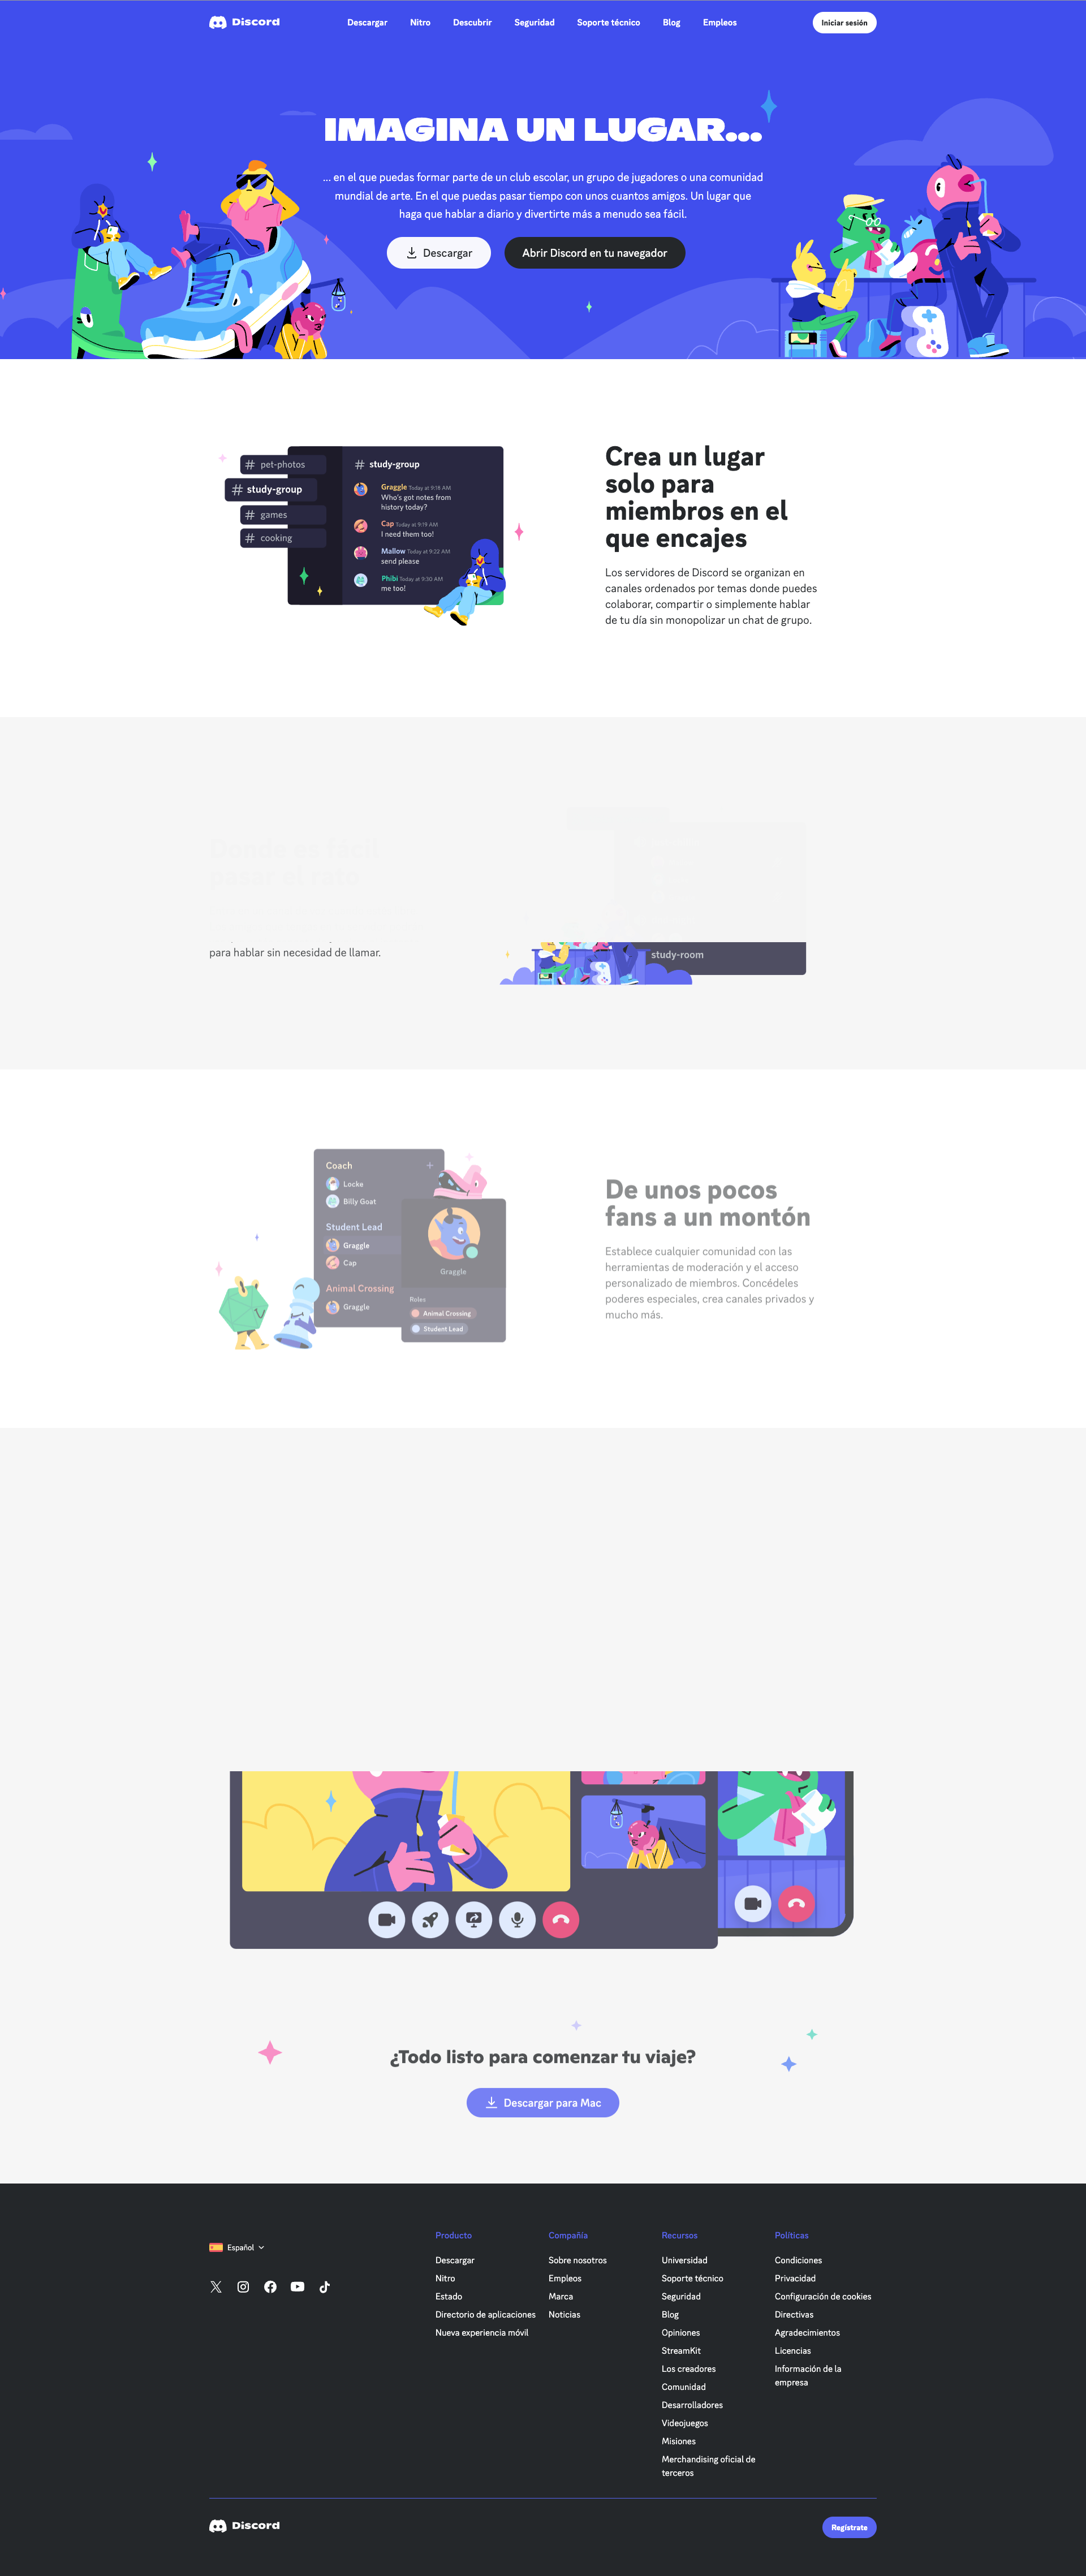 Discord
Descargar
Nitro
Descubrir
Seguridad
Soporte técnico
Blog
Empleos
Iniciar sesión
IMAGINA UN LUGAR...
... en el que puedas formar parte de un club escolar, un grupo de jugadores o una comunidad
mundial de arte. En el que puedas pasar tiempo con unos cuantos amigos. Un lugar que
haga que hablar a diario y divertirte más a menudo sea fácil.
Descargar
Abrir Discord en tu navegador
# pet-photos
# study-group
# games
# cooking
# study-group
Graggle Today at 9:18 AM
Who's got notes from
history today?
Cap Today at 9:19 AM
I need them too!
Mallow Today at 9:22 AM
send please
Phibi Today at 9:30 AM
me too!
Crea un lugar
solo para
miembros en el
que encajes
Los servidores de Discord se organizan en
canales ordenados por temas donde puedes
colaborar, compartir o simplemente hablar
de tu día sin monopolizar un chat de grupo.
Donde es fácil
pasar el rato
para hablar sin necesidad de llamar.
study-room
Coach
Locke
Billy Goat
Student Lead
Graggle
Cap
Animal Crossing
Graggle
Graggle
Roles
Animal Crossing
Student Lead
De unos pocos
fans a un montón
Establece cualquier comunidad con las
herramientas de moderación y el acceso
personalizado de miembros. Concédeles
poderes especiales, crea canales privados y
mucho más.
¿Todo listo para comenzar tu viaje?
Descargar para Mac
Español
Producto
Descargar
Nitro
Estado
Directorio de aplicaciones
Nueva experiencia móvil
Compañía
Sobre nosotros
Empleos
Marca
Noticias
Recursos
Universidad
Soporte técnico
Seguridad
Blog
Opiniones
StreamKit
Los creadores
Comunidad
Desarrolladores
Videojuegos
Misiones
Merchandising oficial de
terceros
Políticas
Condiciones
Privacidad
Configuración de cookies
Directivas
Agradecimientos
Licencias
Información de la
empresa
Discord
Regístrate